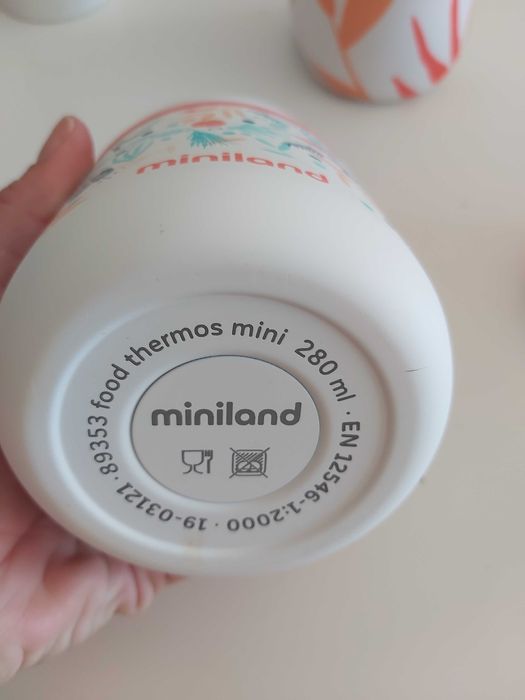 miniland
89353 food thermos mini 280 ml · EN 12546-1:2000 · 19-03121 ·
miniland